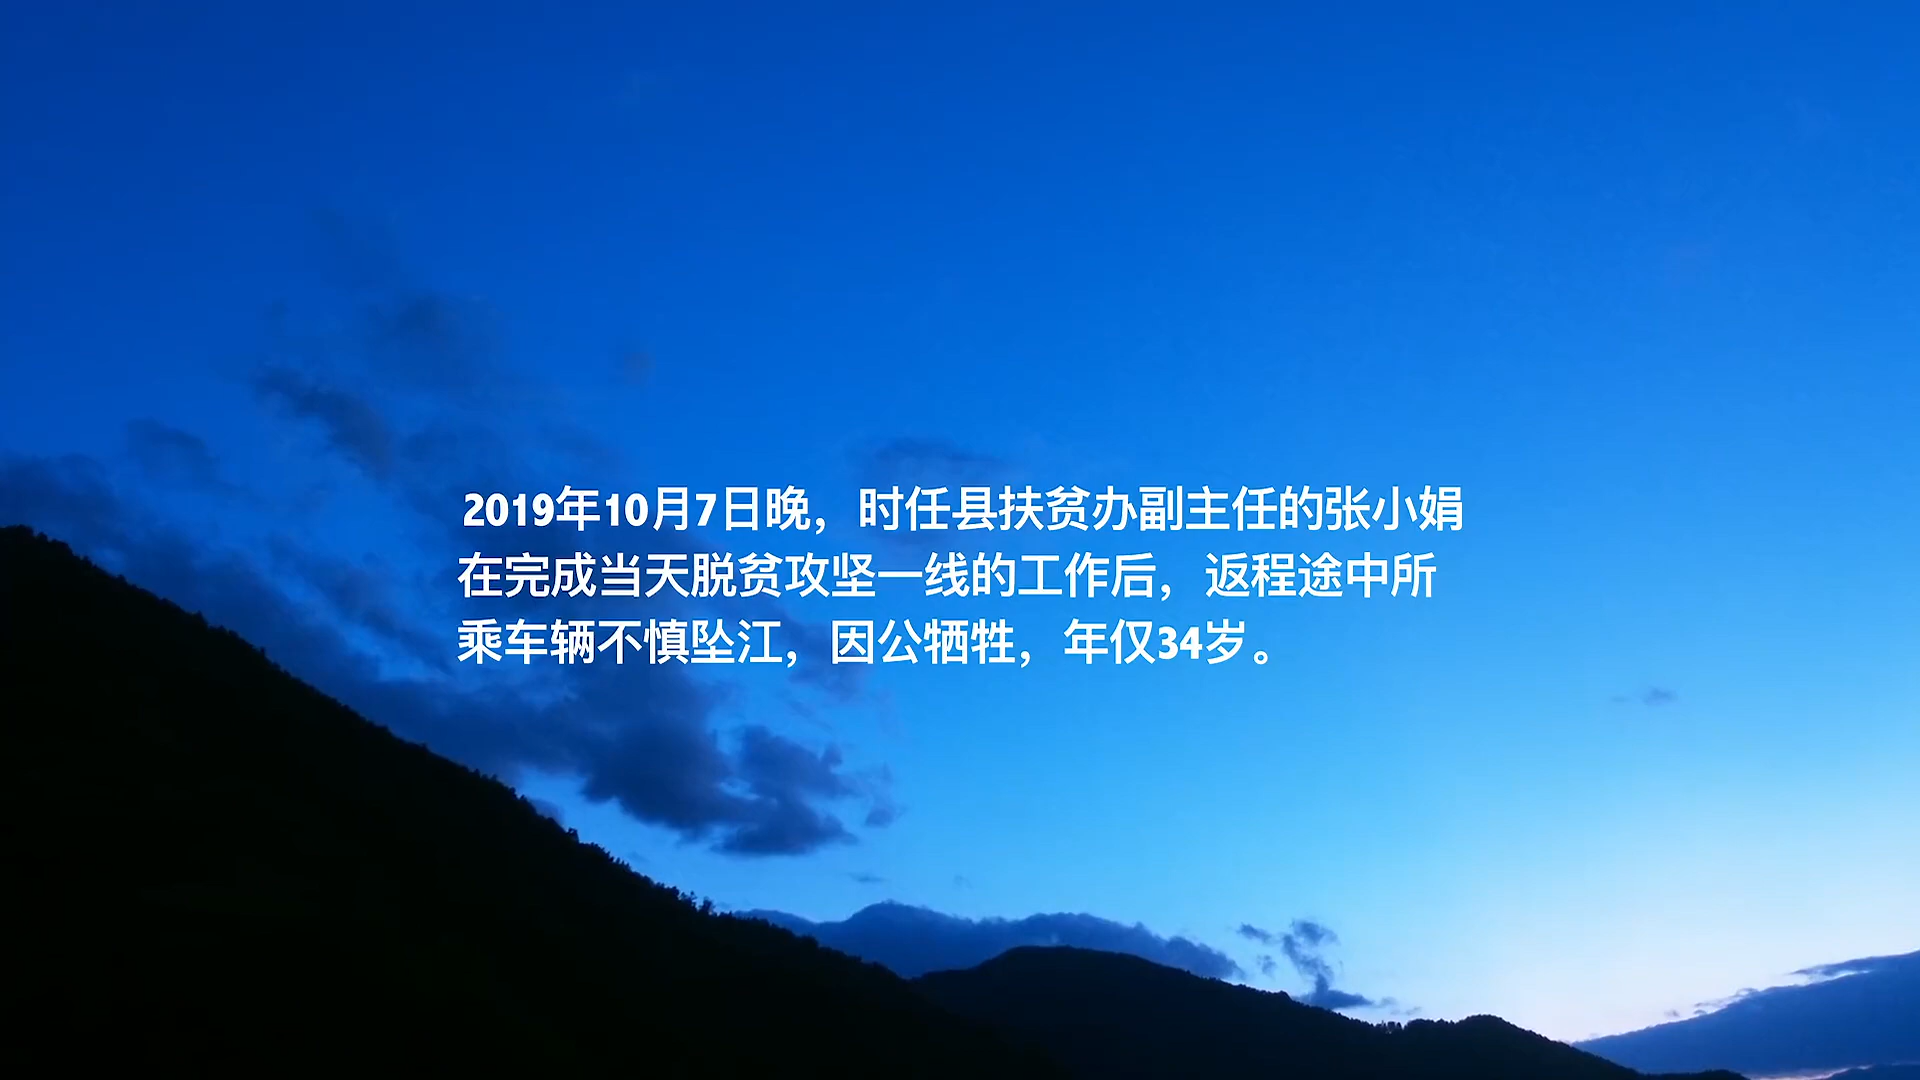 2019年10月7日晚，时任县扶贫办副主任的张小娟
在完成当天脱贫攻坚一线的工作后，返程途中所
乘车辆不慎坠江，因公牺牲，年仅34岁。